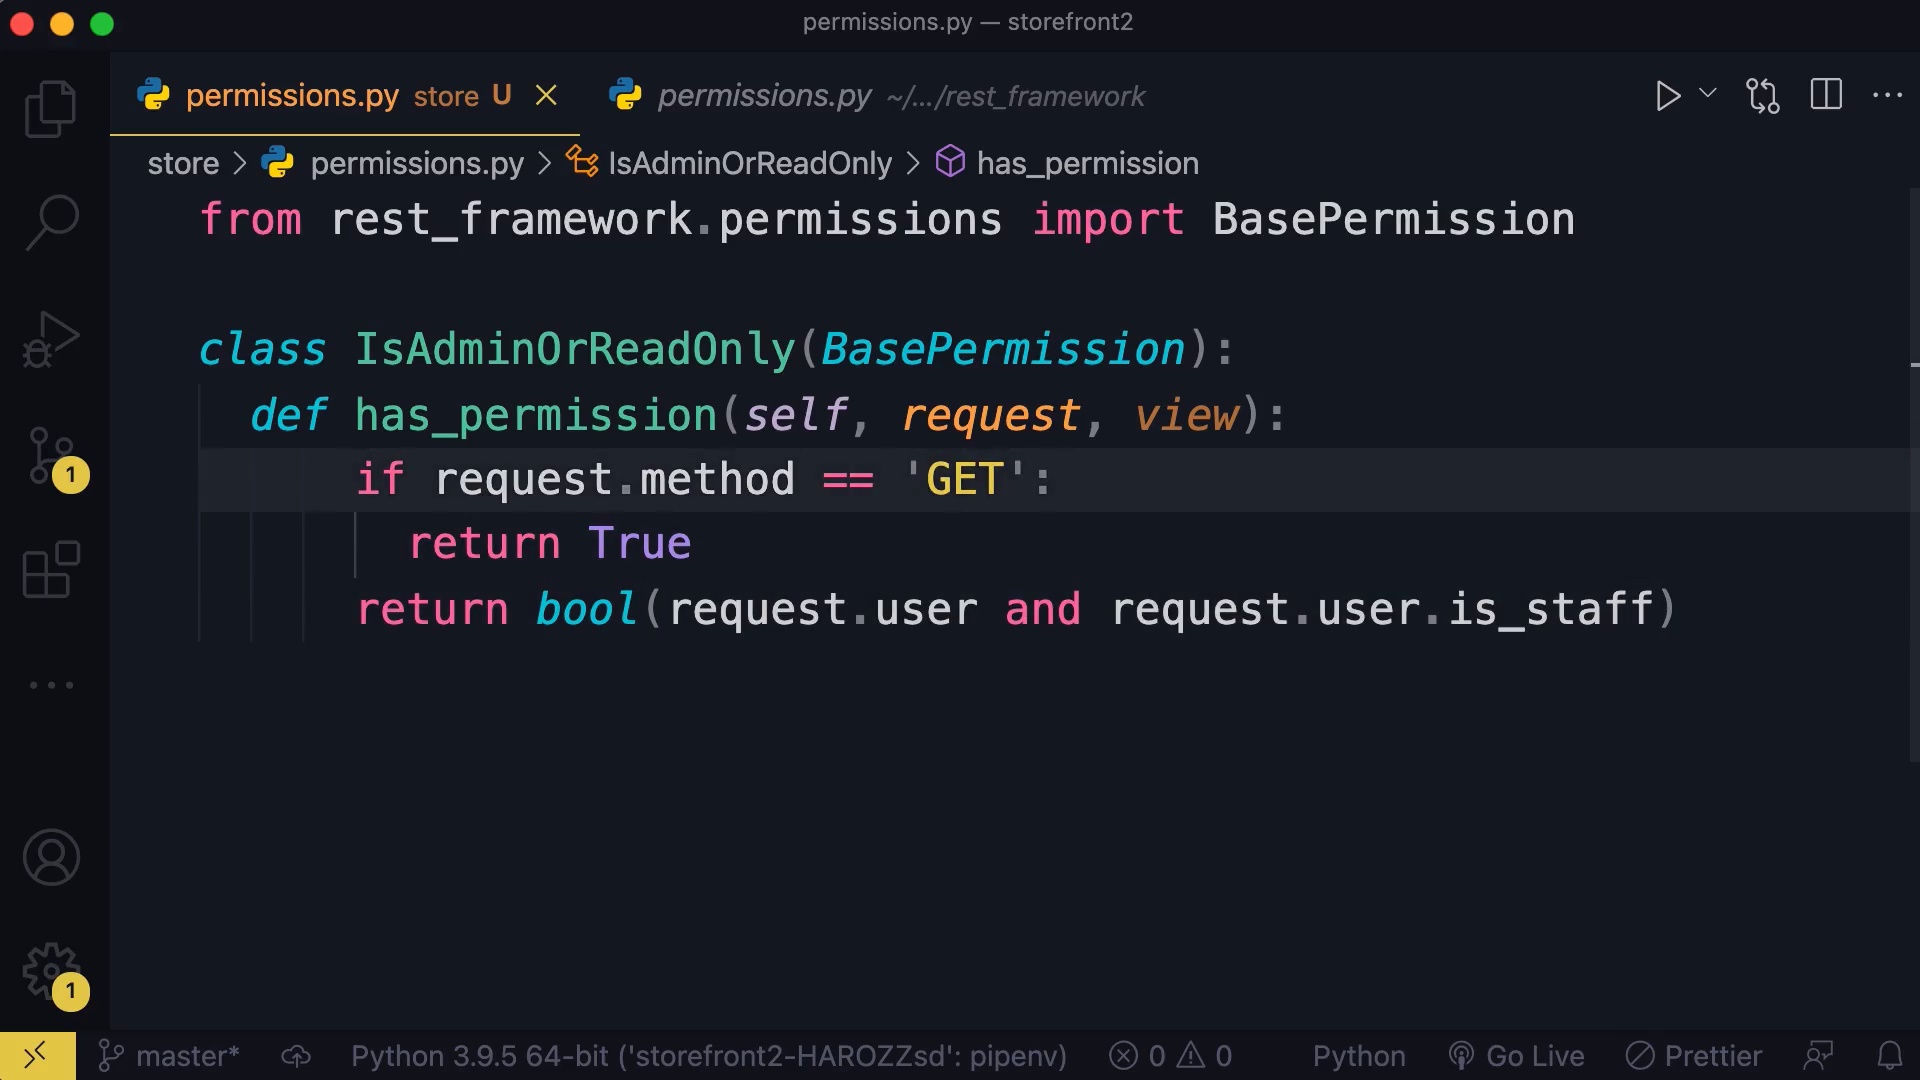 permissions.py — storefront2
permissions.py store U permissions.py ~/.../rest_framework
store > permissions.py > IsAdminOrReadOnly > has_permission
from rest_framework.permissions import BasePermission
class IsAdminOrReadOnly(BasePermission):
def has_permission(self, request, view):
if request.method == 'GET':
return True
return bool(request.user and request.user.is_staff)
1
1
master* Python 3.9.5 64-bit ('storefront2-HAROZZsd': pipenv) 0 0 Python Go Live Prettier